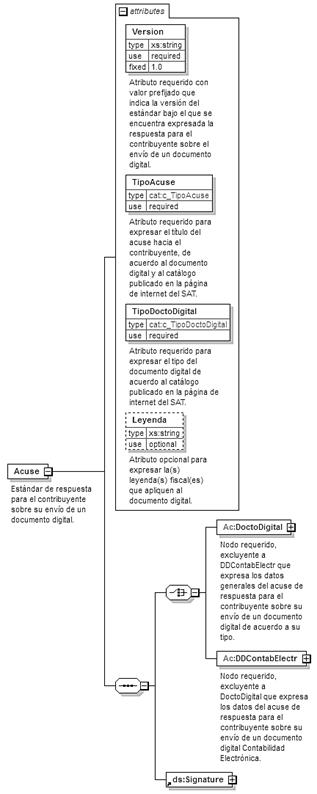 attributes
Version
type xs:string
use required
fixed 1.0
Atributo requerido con
valor prefijado que
indica la versión del
estándar bajo el que se
encuentra expresada la
respuesta para el
contribuyente sobre el
envío de un documento
digital.
TipoAcuse
type cat:c_TipoAcuse
use required
Atributo requerido para
expresar el título del
acuse hacia el
contribuyente, de
acuerdo al documento
digital y al catálogo
publicado en la página
de internet del SAT.
TipoDoctoDigital
type cat:c_TipoDoctoDigital
use required
Atributo requerido para
expresar el tipo del
documento digital de
acuerdo al catálogo
publicado en la página de
internet del SAT.
Leyenda
type xs:string
use optional
Atributo opcional para
expresar la(s)
leyenda(s) fiscal(es)
que apliquen al
documento digital.
Acuse
Estándar de respuesta
para el contribuyente
sobre su envío de un
documento digital.
Ac:DoctoDigital
Nodo requerido,
excluyente a
DDContabElectr que
expresa los datos
generales del acuse de
respuesta para el
contribuyente sobre su
envío de un documento
digital de acuerdo a su
tipo.
Ac:DDContabElectr
Nodo requerido,
excluyente a
DoctoDigital que expresa
los datos del acuse de
respuesta para el
contribuyente sobre su
envío de un documento
digital Contabilidad
Electrónica.
ds:Signature